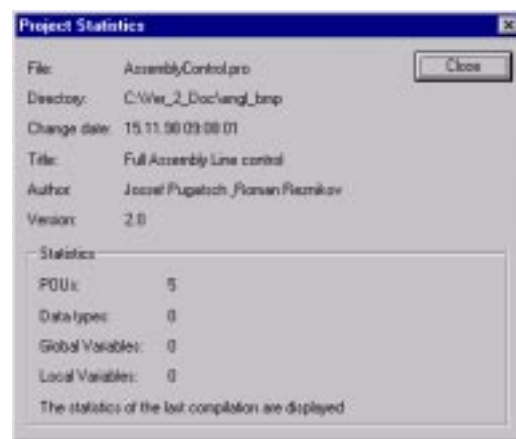 Project Statistics
File: AssemblyControl.pro
Close
Directory: C:\Ver_2_Doc\engl_bmp
Change date: 15.11.98 09:08:01
Title: Full Assembly Line control
Author: Jossef Pugatsch ,Roman Reznikov
Version: 2.0
Statistics
POUs: 5
Data types: 0
Global Variables: 0
Local Variables: 0
The statistics of the last compilation are displayed